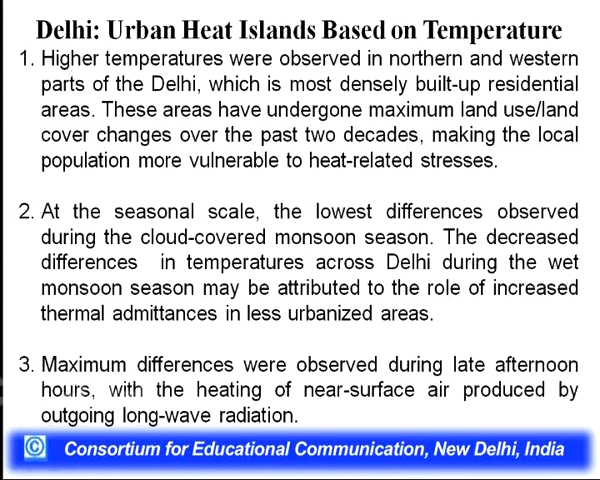 Delhi: Urban Heat Islands Based on Temperature
1. Higher temperatures were observed in northern and western
parts of the Delhi, which is most densely built-up residential
areas. These areas have undergone maximum land use/land
cover changes over the past two decades, making the local
population more vulnerable to heat-related stresses.
2. At the seasonal scale, the lowest differences observed
during the cloud-covered monsoon season. The decreased
differences in temperatures across Delhi during the wet
monsoon season may be attributed to the role of increased
thermal admittances in less urbanized areas.
3. Maximum differences were observed during late afternoon
hours, with the heating of near-surface air produced by
outgoing long-wave radiation.
© Consortium for Educational Communication, New Delhi, India